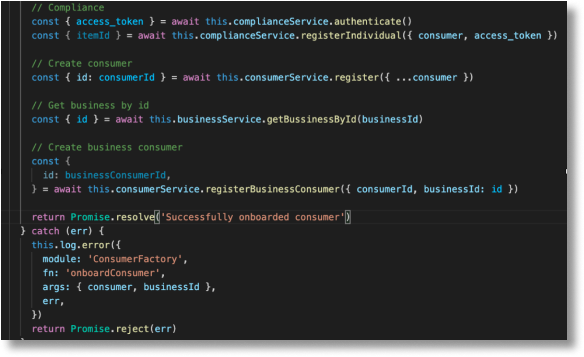 // Compliance
const { access_token } = await this.complianceService.authenticate()
const { itemId } = await this.complianceService.registerIndividual({ consumer, access_token })
// Create consumer
const { id: consumerId } = await this.consumerService.register({ ...consumer })
// Get business by id
const { id } = await this.businessService.getBussinessById(businessId)
// Create business consumer
const {
id: businessConsumerId,
} = await this.consumerService.registerBusinessConsumer({ consumerId, businessId: id })
return Promise.resolve('Successfully onboarded consumer')
} catch (err) {
this.log.error({
module: 'ConsumerFactory',
fn: 'onboardConsumer',
args: { consumer, businessId },
err,
})
return Promise.reject(err)